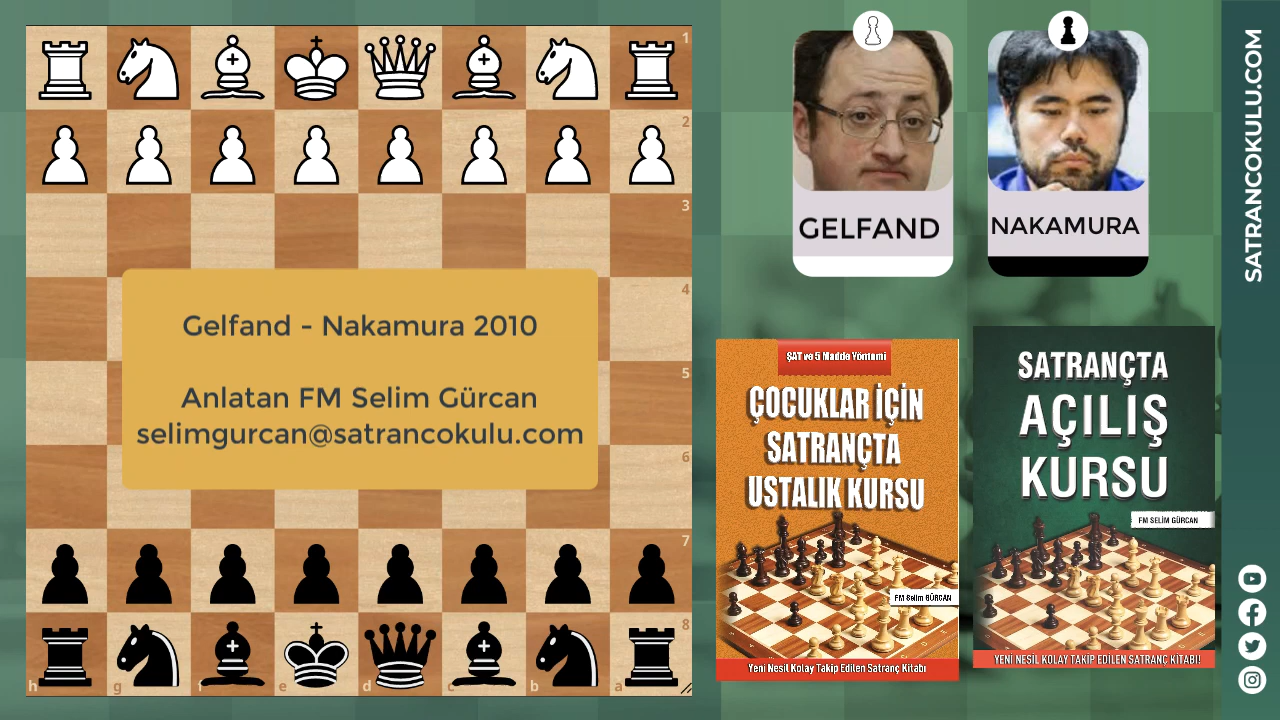 1
2
3
4
5
6
7
8
h
g
f
e
d
c
b
a
Gelfand - Nakamura 2010
Anlatan FM Selim Gürcan
selimgurcan@satrancokulu.com
GELFAND
NAKAMURA
ŞAT ve 5 Madde Yöntemi
ÇOCUKLAR İÇİN
SATRANÇTA
USTALIK KURSU
FM Selim GÜRCAN
Yeni Nesil Kolay Takip Edilen Satranç Kitabı
SATRANÇTA
AÇILIŞ
KURSU
FM SELİM GÜRCAN
YENİ NESİL KOLAY TAKİP EDİLEN SATRANÇ KİTABI!
SATRANCOKULU.COM